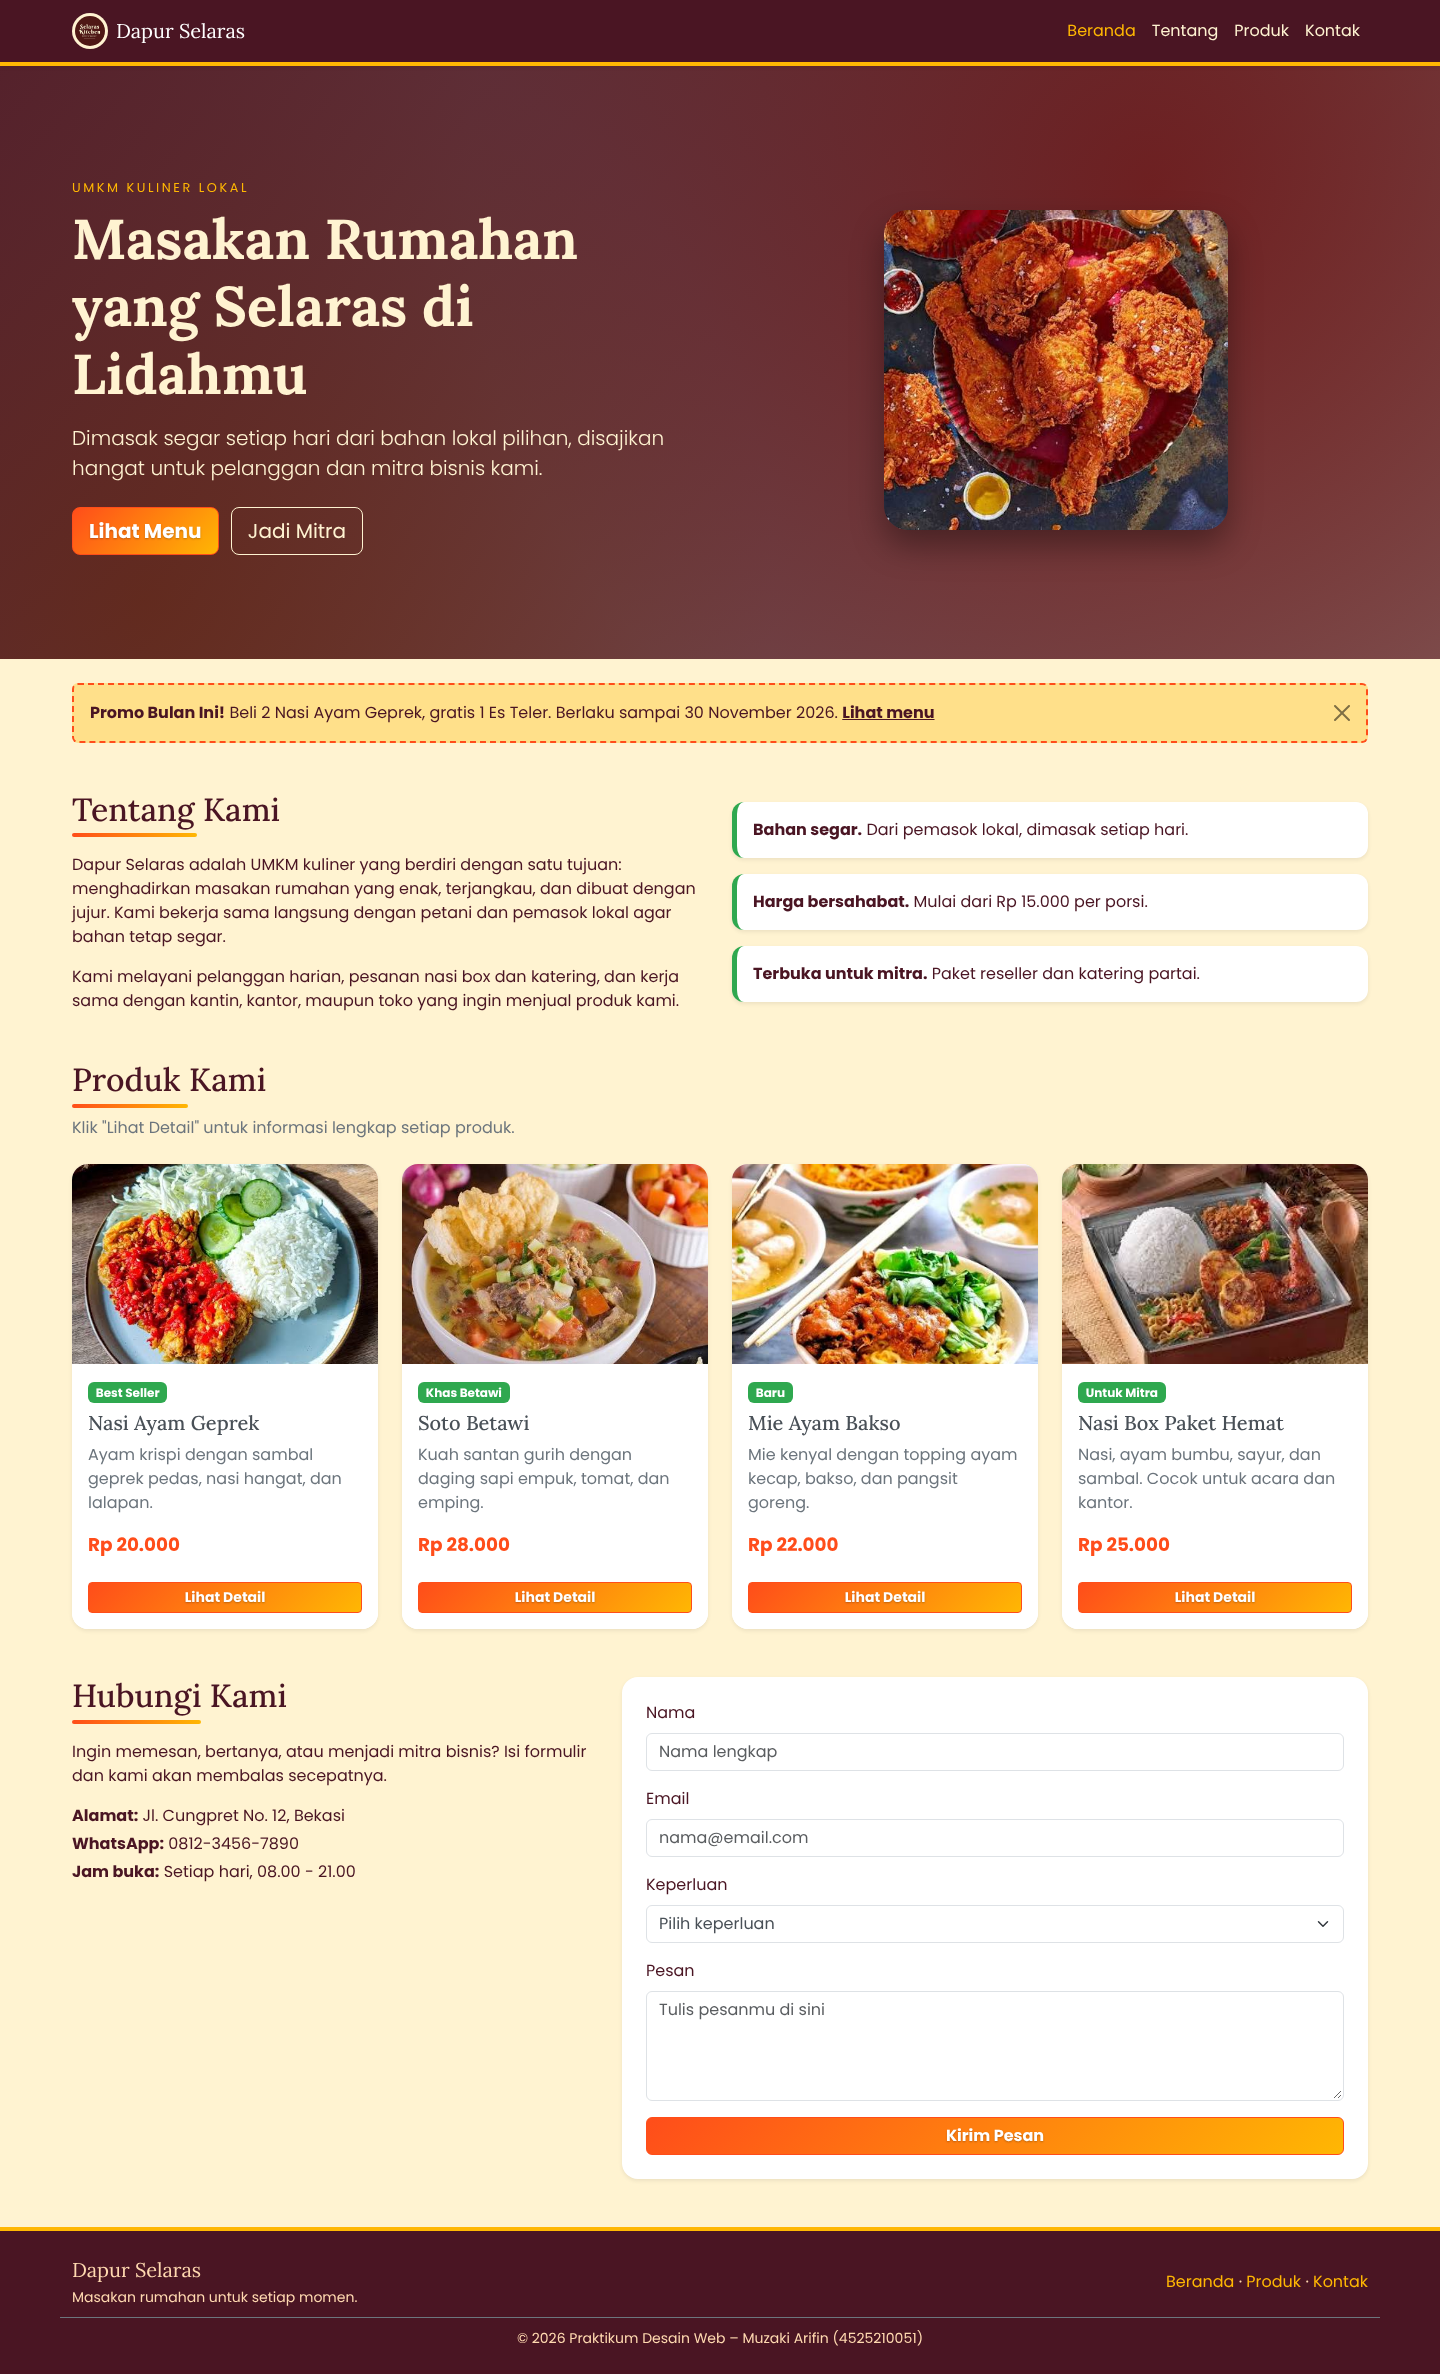 Selaras
Kitchen
Dapur Selaras
Beranda Tentang Produk Kontak
UMKM KULINER LOKAL
Masakan Rumahan
yang Selaras di
Lidahmu
Dimasak segar setiap hari dari bahan lokal pilihan, disajikan
hangat untuk pelanggan dan mitra bisnis kami.
Lihat Menu
Jadi Mitra
Promo Bulan Ini! Beli 2 Nasi Ayam Geprek, gratis 1 Es Teler. Berlaku sampai 30 November 2026. Lihat menu
Tentang Kami
Dapur Selaras adalah UMKM kuliner yang berdiri dengan satu tujuan:
menghadirkan masakan rumahan yang enak, terjangkau, dan dibuat dengan
jujur. Kami bekerja sama langsung dengan petani dan pemasok lokal agar
bahan tetap segar.
Kami melayani pelanggan harian, pesanan nasi box dan katering, dan kerja
sama dengan kantin, kantor, maupun toko yang ingin menjual produk kami.
Bahan segar. Dari pemasok lokal, dimasak setiap hari.
Harga bersahabat. Mulai dari Rp 15.000 per porsi.
Terbuka untuk mitra. Paket reseller dan katering partai.
Produk Kami
Klik "Lihat Detail" untuk informasi lengkap setiap produk.
Best Seller
Nasi Ayam Geprek
Ayam krispi dengan sambal
geprek pedas, nasi hangat, dan
lalapan.
Rp 20.000
Lihat Detail
Khas Betawi
Soto Betawi
Kuah santan gurih dengan
daging sapi empuk, tomat, dan
emping.
Rp 28.000
Lihat Detail
Baru
Mie Ayam Bakso
Mie kenyal dengan topping ayam
kecap, bakso, dan pangsit
goreng.
Rp 22.000
Lihat Detail
Untuk Mitra
Nasi Box Paket Hemat
Nasi, ayam bumbu, sayur, dan
sambal. Cocok untuk acara dan
kantor.
Rp 25.000
Lihat Detail
Hubungi Kami
Ingin memesan, bertanya, atau menjadi mitra bisnis? Isi formulir
dan kami akan membalas secepatnya.
Alamat: Jl. Cungpret No. 12, Bekasi
WhatsApp: 0812-3456-7890
Jam buka: Setiap hari, 08.00 - 21.00
Nama
Nama lengkap
Email
nama@email.com
Keperluan
Pilih keperluan
Pesan
Tulis pesanmu di sini
Kirim Pesan
Dapur Selaras
Masakan rumahan untuk setiap momen.
Beranda · Produk · Kontak
© 2026 Praktikum Desain Web – Muzaki Arifin (4525210051)